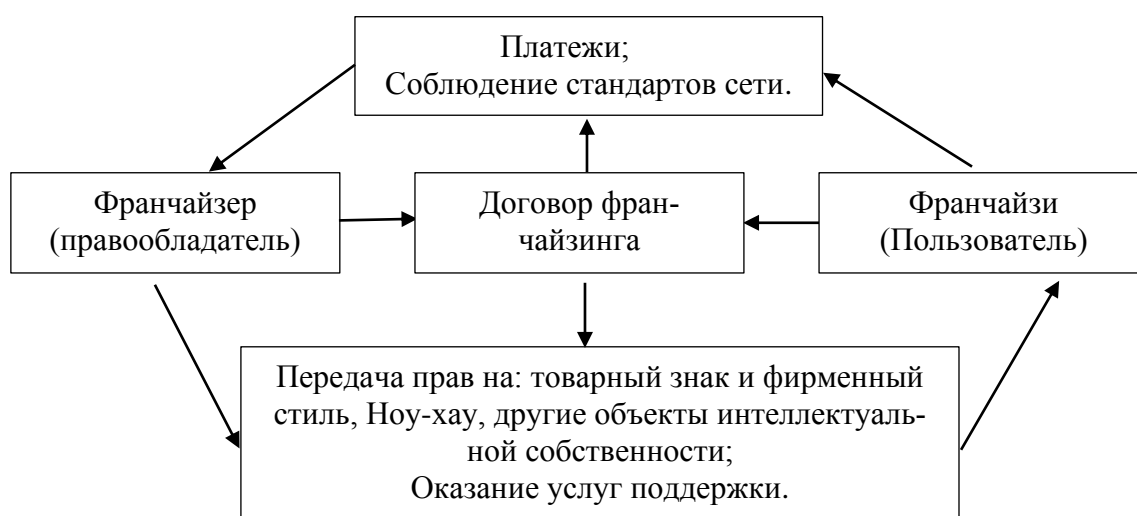 Платежи;
Соблюдение стандартов сети.
Франчайзер
(правообладатель)
Договор фран-
чайзинга
Франчайзи
(Пользователь)
Передача прав на: товарный знак и фирменный
стиль, Ноу-хау, другие объекты интеллектуаль-
ной собственности;
Оказание услуг поддержки.